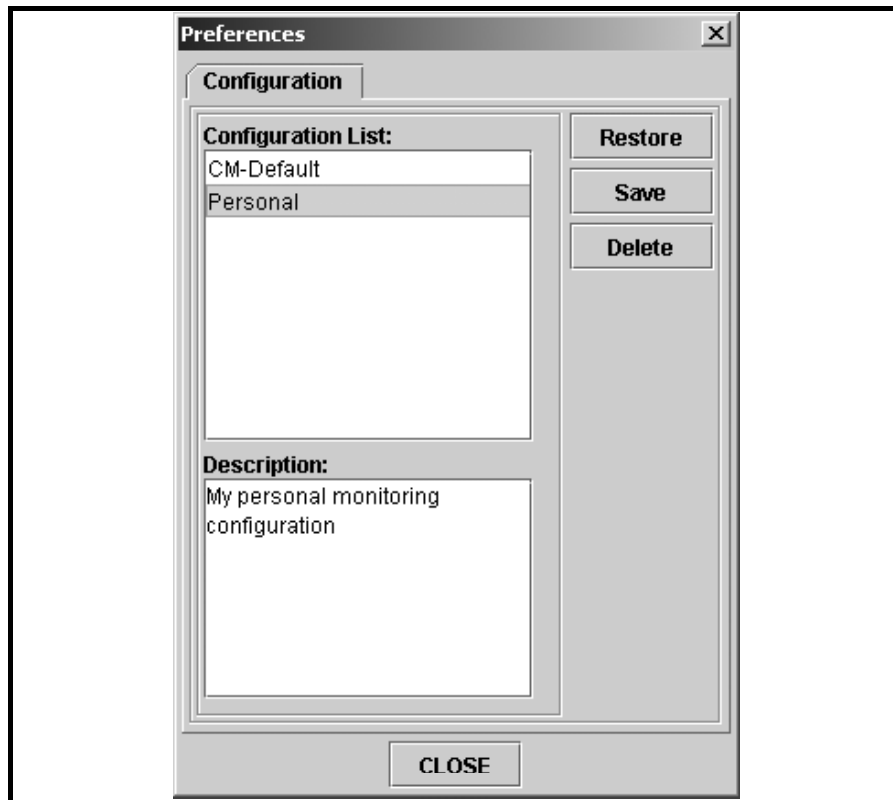 Preferences
Configuration
Configuration List:
CM-Default
Personal
Restore
Save
Delete
Description:
My personal monitoring
configuration
CLOSE